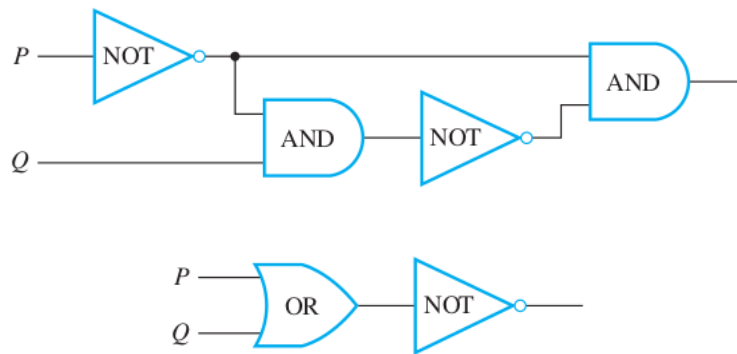 P NOT AND
AND NOT
Q
P
OR NOT
Q